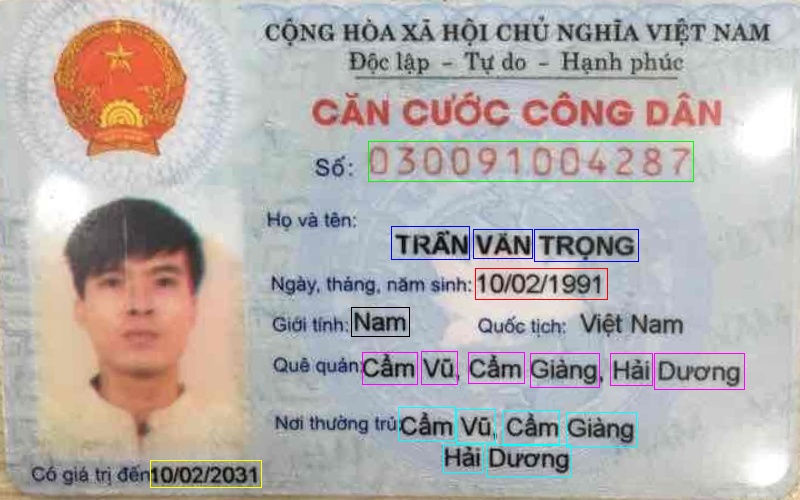 CỘNG HÒA XÃ HỘI CHỦ NGHĨA VIỆT NAM
Độc lập - Tự do - Hạnh phúc
CĂN CƯỚC CÔNG DÂN
Số: 030091004287
Họ và tên:
TRẦN VĂN TRỌNG
Ngày, tháng, năm sinh: 10/02/1991
Giới tính: Nam Quốc tịch: Việt Nam
Quê quán: Cẩm Vũ, Cẩm Giàng, Hải Dương
Nơi thường trú: Cẩm Vũ, Cẩm Giàng
Hải Dương
Có giá trị đến 10/02/2031